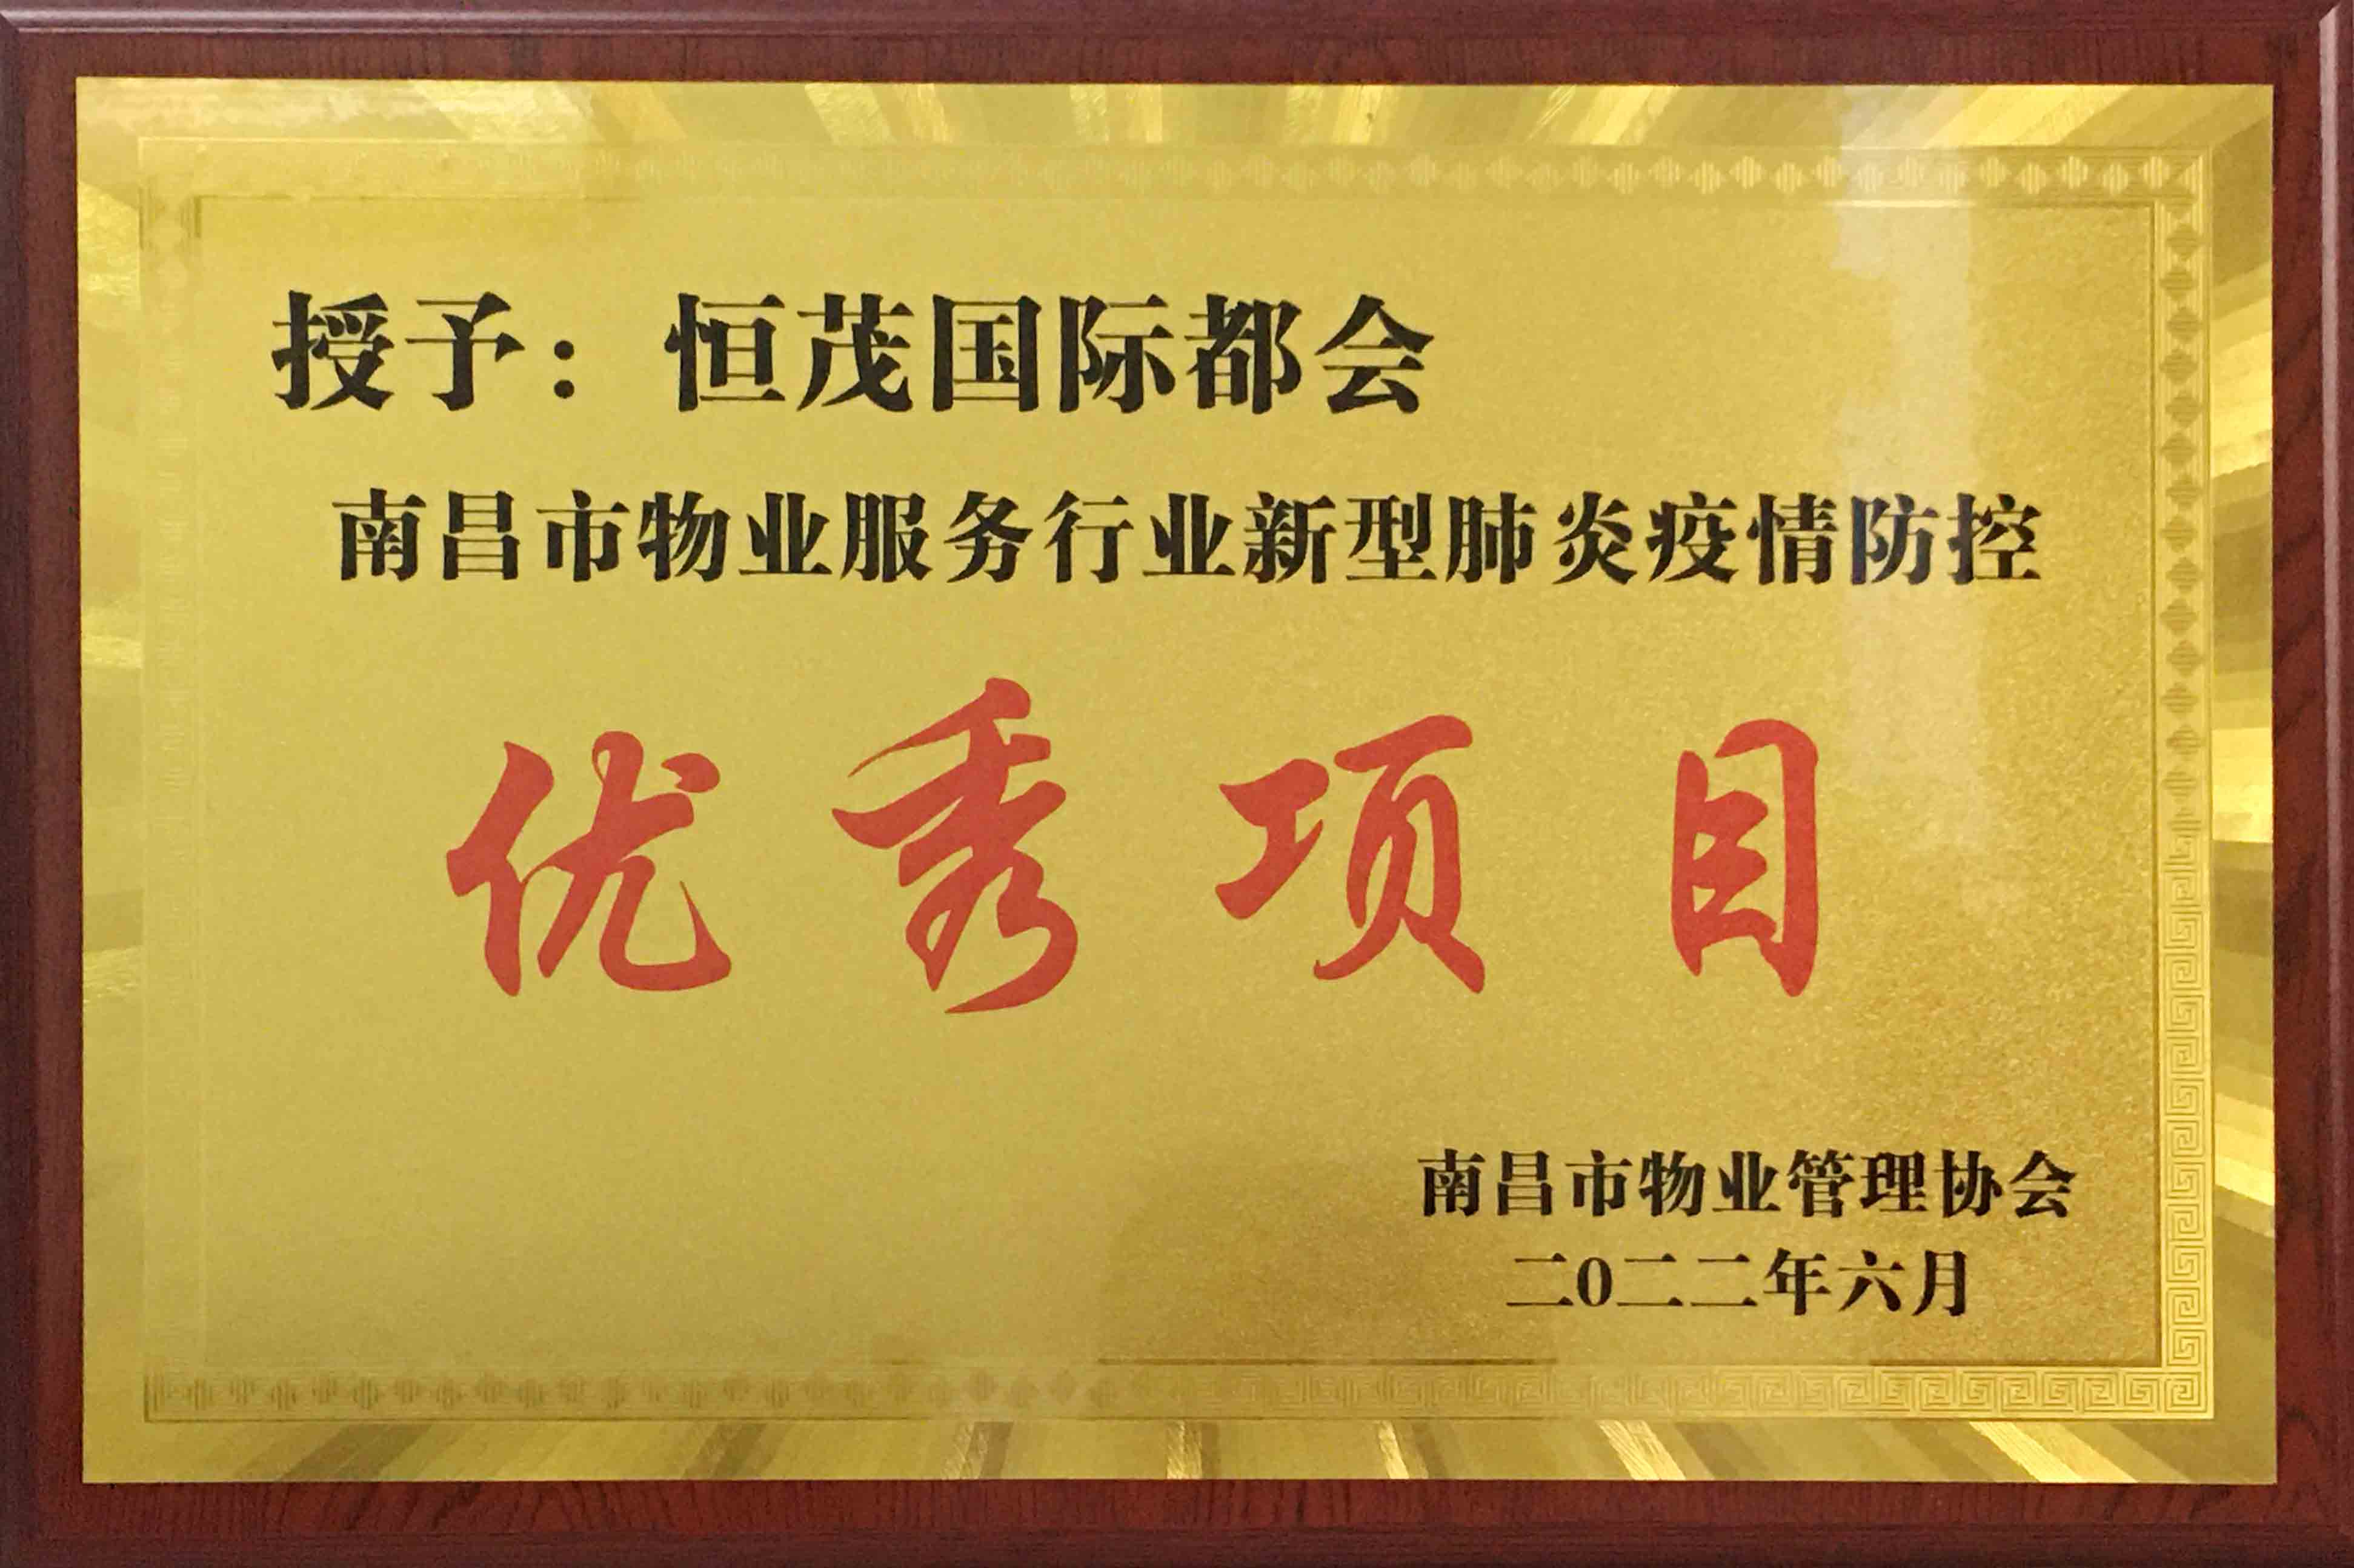 授予：恒茂国际都会
南昌市物业服务行业新型肺炎疫情防控
优秀项目
南昌市物业管理协会
二0二二年六月